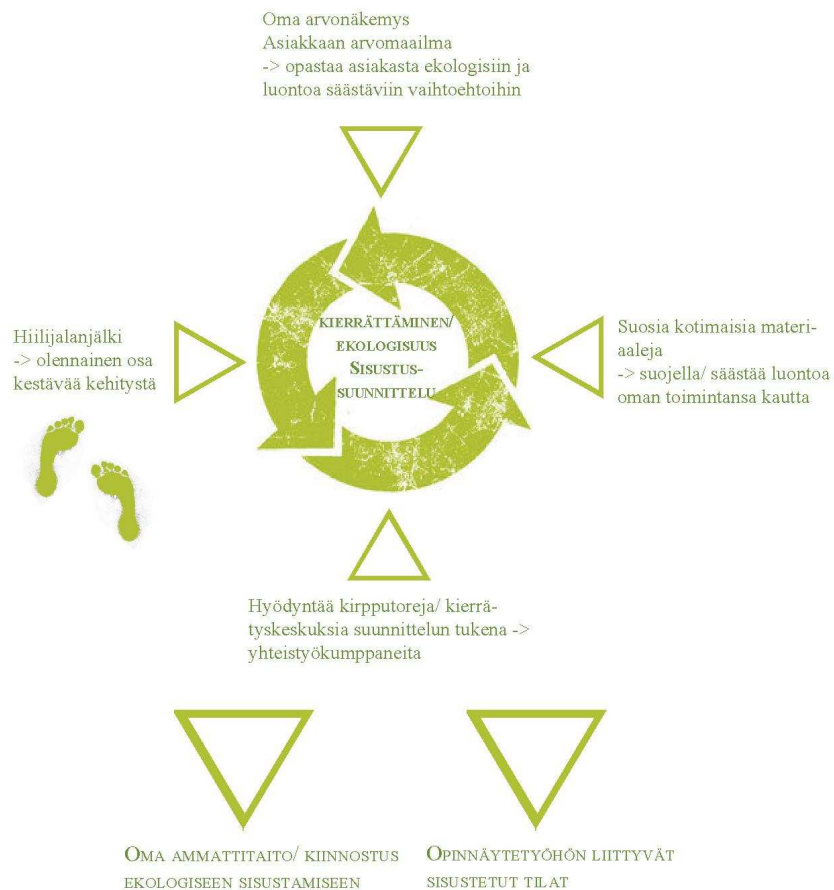 Oma arvonäkemys
Asiakkaan arvomaailma
-> opastaa asiakasta ekologisiin ja
luontoa säästäviin vaihtoehtoihin
KIERRÄTTÄMINEN/
EKOLOGISUUS
SISUSTUS-
SUUNNITTELU
Hiilijalanjälki
-> olennainen osa
kestävää kehitystä
Suosia kotimaisia materi-
aaleja
-> suojella/ säästää luontoa
oman toimintansa kautta
Hyödyntää kirpputoreja/ kierrä-
tyskeskuksia suunnittelun tukena ->
yhteistyökumppaneita
OMA AMMATTITAITO/ KIINNOSTUS
EKOLOGISEEN SISUSTAMISEEN
OPINNÄYTETYÖHÖN LIITTYVÄT
SISUSTETUT TILAT